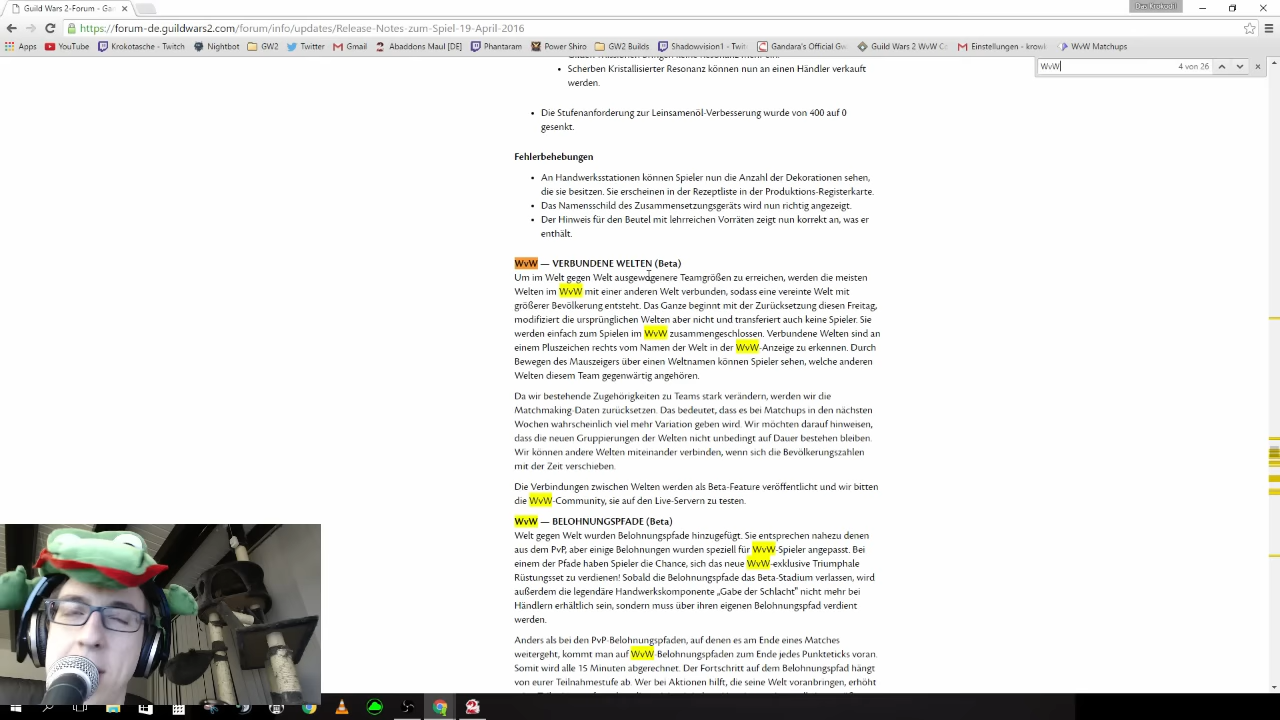 Guild Wars 2-Forum - Ga
Des Krokodil
https://forum-de.guildwars2.com/forum/info/updates/Release-Notes-zum-Spiel-19-April-2016
Apps YouTube Krokotasche - Twitch Nightbot GW2 Twitter Gmail Abaddons Maul [DE] Phantaram Power Shiro GW2 Builds Shadowvision1 - Twit Gandara's Official Gw Guild Wars 2 WvW Co Einstellungen - krowl WvW Matchups
WvW 4 von 26
Scherben Kristallisierter Resonanz können nun an einen Händler verkauft
werden.
Die Stufenanforderung zur Leinsamenöl-Verbesserung wurde von 400 auf 0
gesenkt.
Fehlerbehebungen
An Handwerksstationen können Spieler nun die Anzahl der Dekorationen sehen,
die sie besitzen. Sie erscheinen in der Rezeptliste in der Produktions-Registerkarte.
Das Namensschild des Zusammensetzungsgeräts wird nun richtig angezeigt.
Der Hinweis für den Beutel mit lehrreichen Vorräten zeigt nun korrekt an, was er
enthält.
WvW — VERBUNDENE WELTEN (Beta)
Um im Welt gegen Welt ausgewogenere Teamgrößen zu erreichen, werden die meisten
Welten im WvW mit einer anderen Welt verbunden, sodass eine vereinte Welt mit
größerer Bevölkerung entsteht. Das Ganze beginnt mit der Zurücksetzung diesen Freitag,
modifiziert die ursprünglichen Welten aber nicht und transferiert auch keine Spieler. Sie
werden einfach zum Spielen im WvW zusammengeschlossen. Verbundene Welten sind an
einem Pluszeichen rechts vom Namen der Welt in der WvW-Anzeige zu erkennen. Durch
Bewegen des Mauszeigers über einen Weltnamen können Spieler sehen, welche anderen
Welten diesem Team gegenwärtig angehören.
Da wir bestehende Zugehörigkeiten zu Teams stark verändern, werden wir die
Matchmaking-Daten zurücksetzen. Das bedeutet, dass es bei Matchups in den nächsten
Wochen wahrscheinlich viel mehr Variation geben wird. Wir möchten darauf hinweisen,
dass die neuen Gruppierungen der Welten nicht unbedingt auf Dauer bestehen bleiben.
Wir können andere Welten miteinander verbinden, wenn sich die Bevölkerungszahlen
mit der Zeit verschieben.
Die Verbindungen zwischen Welten werden als Beta-Feature veröffentlicht und wir bitten
die WvW-Community, sie auf den Live-Servern zu testen.
WvW — BELOHNUNGSPFADE (Beta)
Welt gegen Welt wurden Belohnungspfade hinzugefügt. Sie entsprechen nahezu denen
aus dem PvP, aber einige Belohnungen wurden speziell für WvW-Spieler angepasst. Bei
einem der Pfade haben Spieler die Chance, sich das neue WvW-exklusive Triumphale
Rüstungsset zu verdienen! Sobald die Belohnungspfade das Beta-Stadium verlassen, wird
außerdem die legendäre Handwerkskomponente „Gabe der Schlacht" nicht mehr bei
Händlern erhältlich sein, sondern muss über ihren eigenen Belohnungspfad verdient
werden.
Anders als bei den PvP-Belohnungspfaden, auf denen es am Ende eines Matches
weitergeht, kommt man auf WvW-Belohnungspfaden zum Ende jedes Punkteticks voran.
Somit wird alle 15 Minuten abgerechnet. Der Fortschritt auf dem Belohnungspfad hängt
von eurer Teilnahmestufe ab. Wer bei Aktionen hilft, die seine Welt voranbringen, erhöht